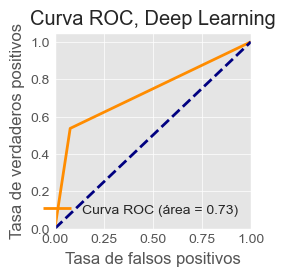 Curva ROC, Deep Learning
Tasa de verdaderos positivos
1.0
0.8
0.6
0.4
0.2
0.0
Curva ROC (área = 0.73)
0.00 0.25 0.50 0.75 1.00
Tasa de falsos positivos